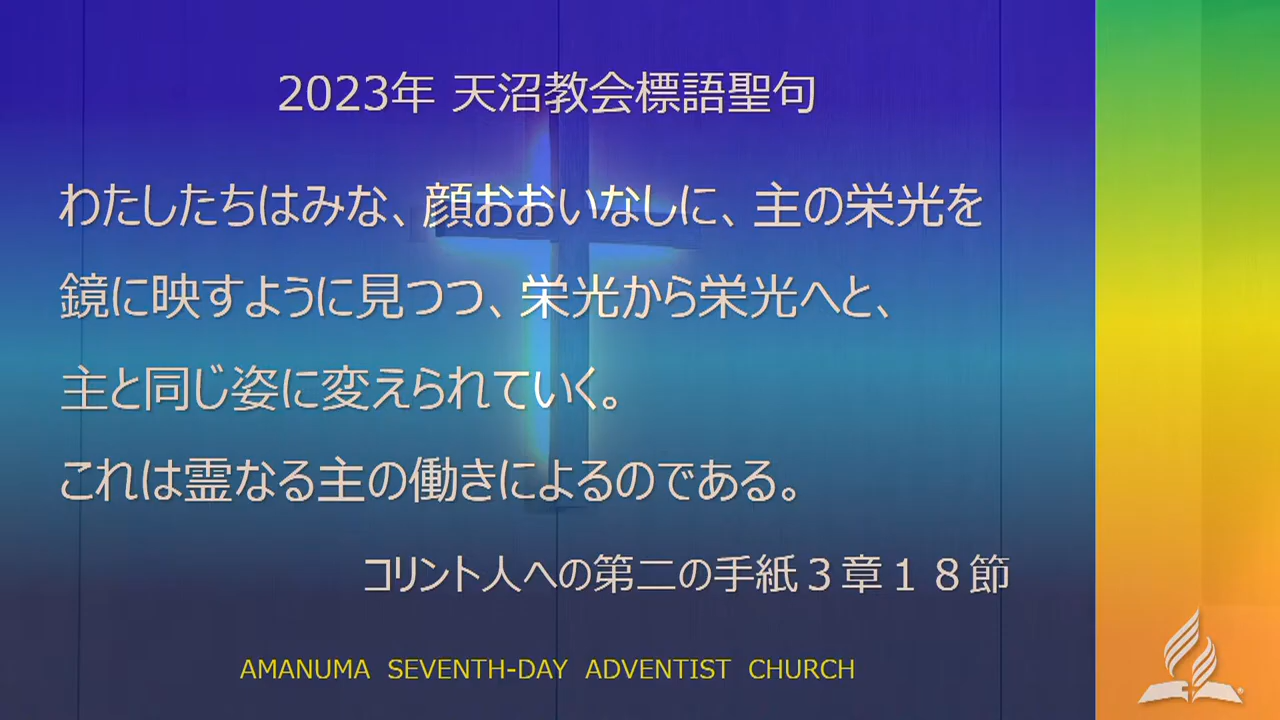 2023年 天沼教会標語聖句
わたしたちはみな、顔おおいなしに、主の栄光を
鏡に映すように見つつ、栄光から栄光へと、
主と同じ姿に変えられていく。
これは霊なる主の働きによるのである。
コリント人への第二の手紙３章１８節
AMANUMA SEVENTH-DAY ADVENTIST CHURCH